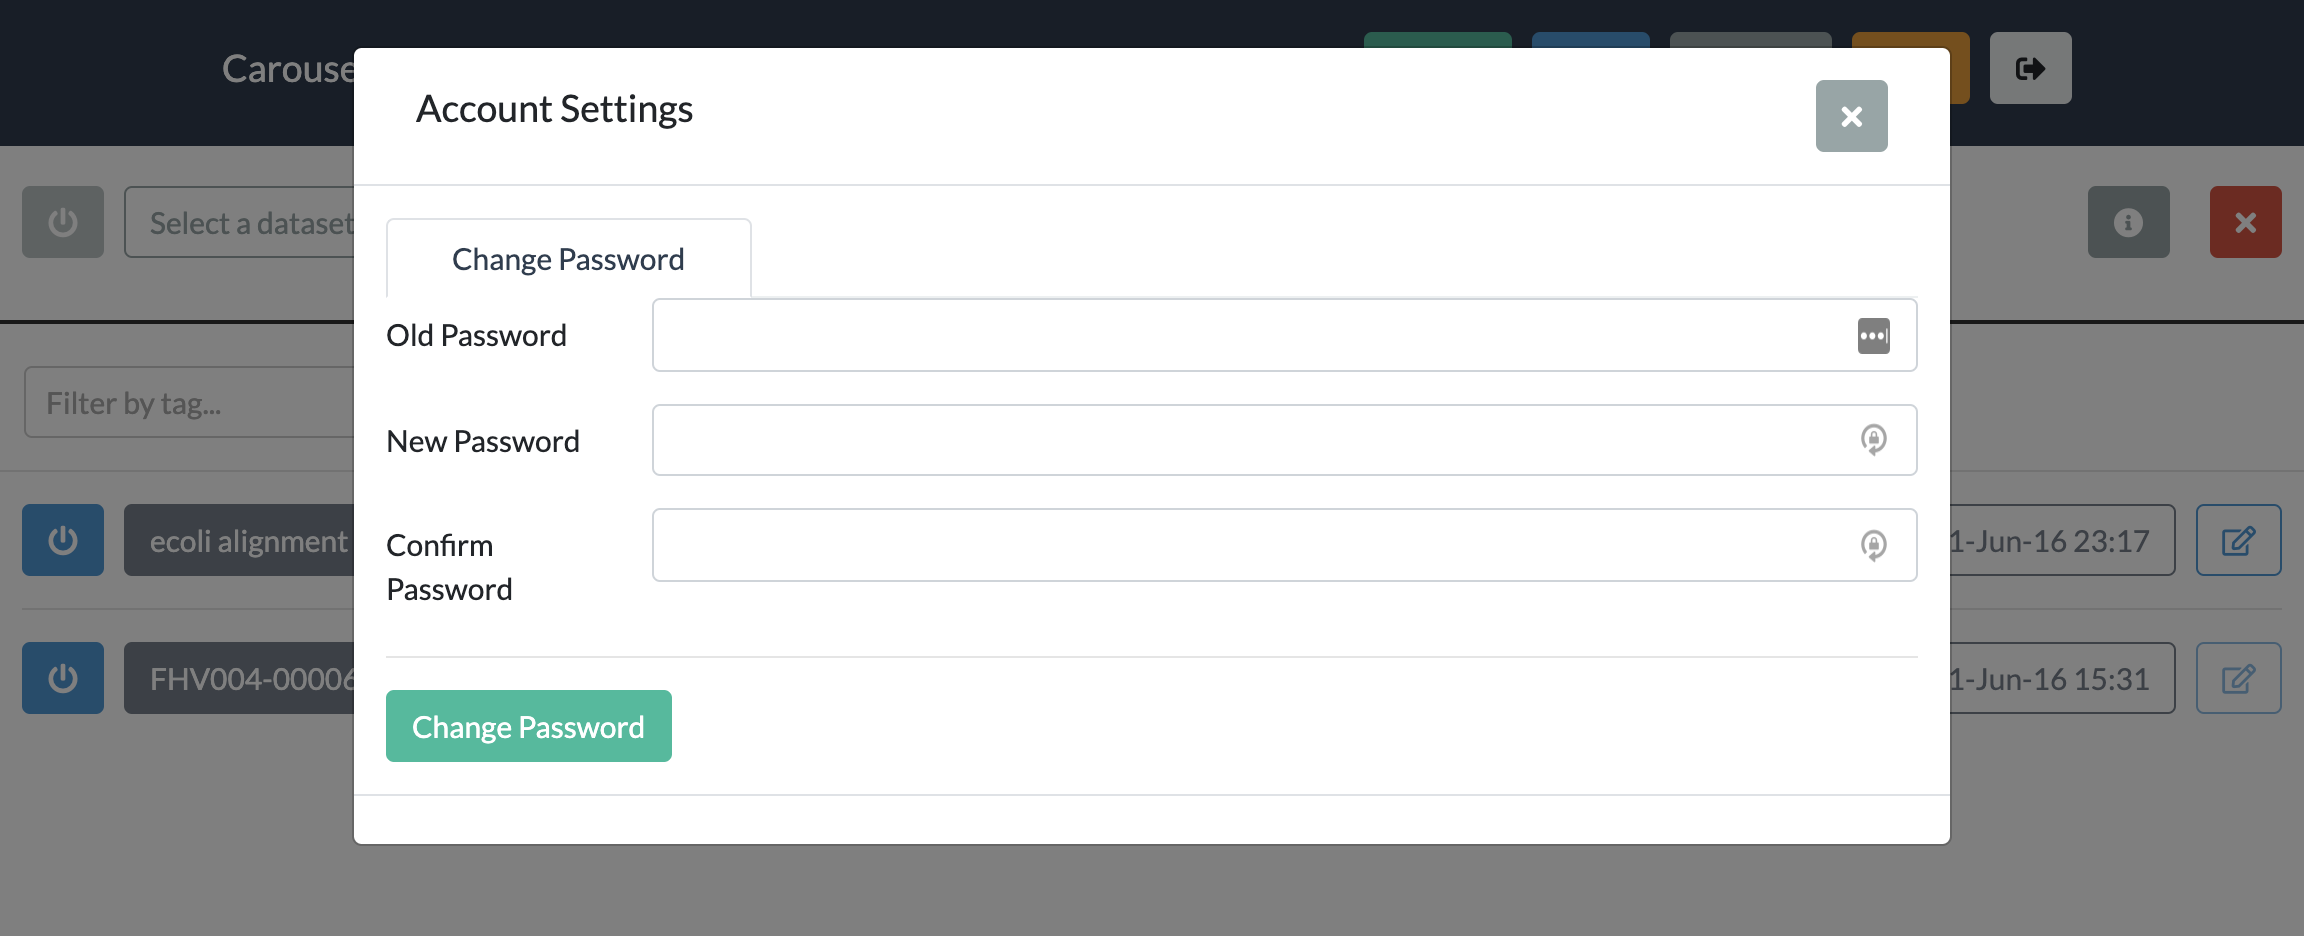 Carouse
Account Settings
Select a dataset
Change Password
Old Password
Filter by tag...
New Password
ecoli alignment
Confirm
Password
1-Jun-16 23:17
FHV004-00006
1-Jun-16 15:31
Change Password